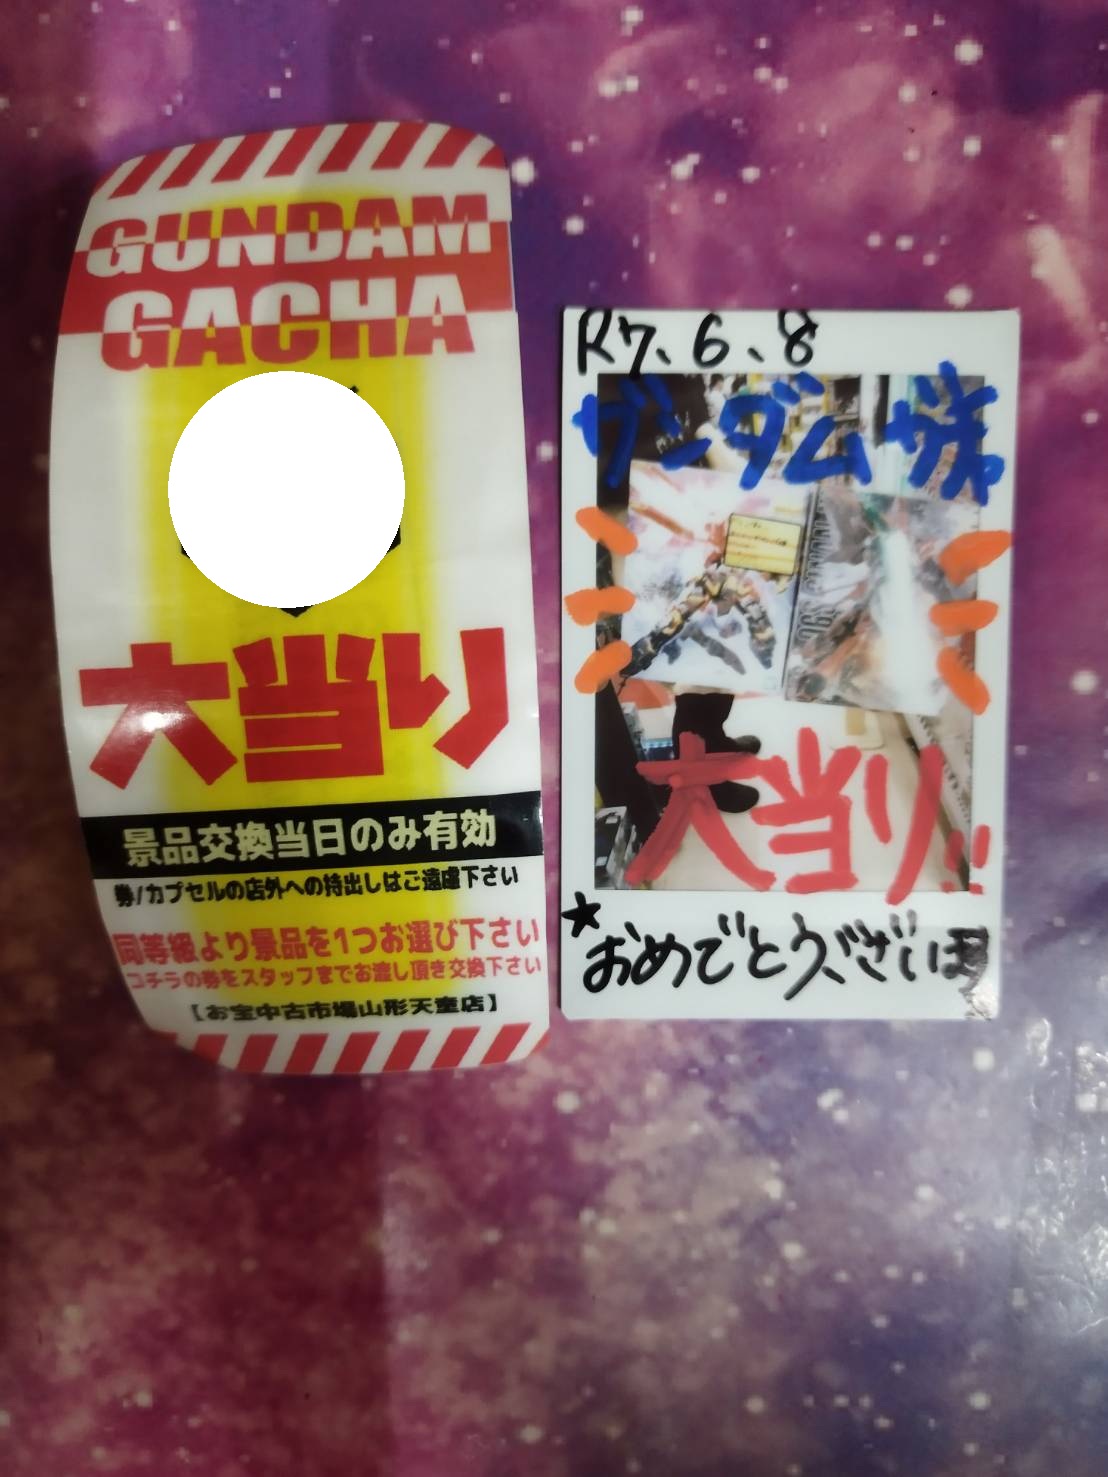 GUNDAM
GACHA
大当り
景品交換当日のみ有効
券/カプセルの店外への持出しはご遠慮下さい
同等級より景品を1つお選び下さい
コチラの券をスタッフまでお渡し頂き交換下さい
【お宝中古市場山形天童店】
R7.6.8
ガンダム
大当り!!
★おめでとうござい